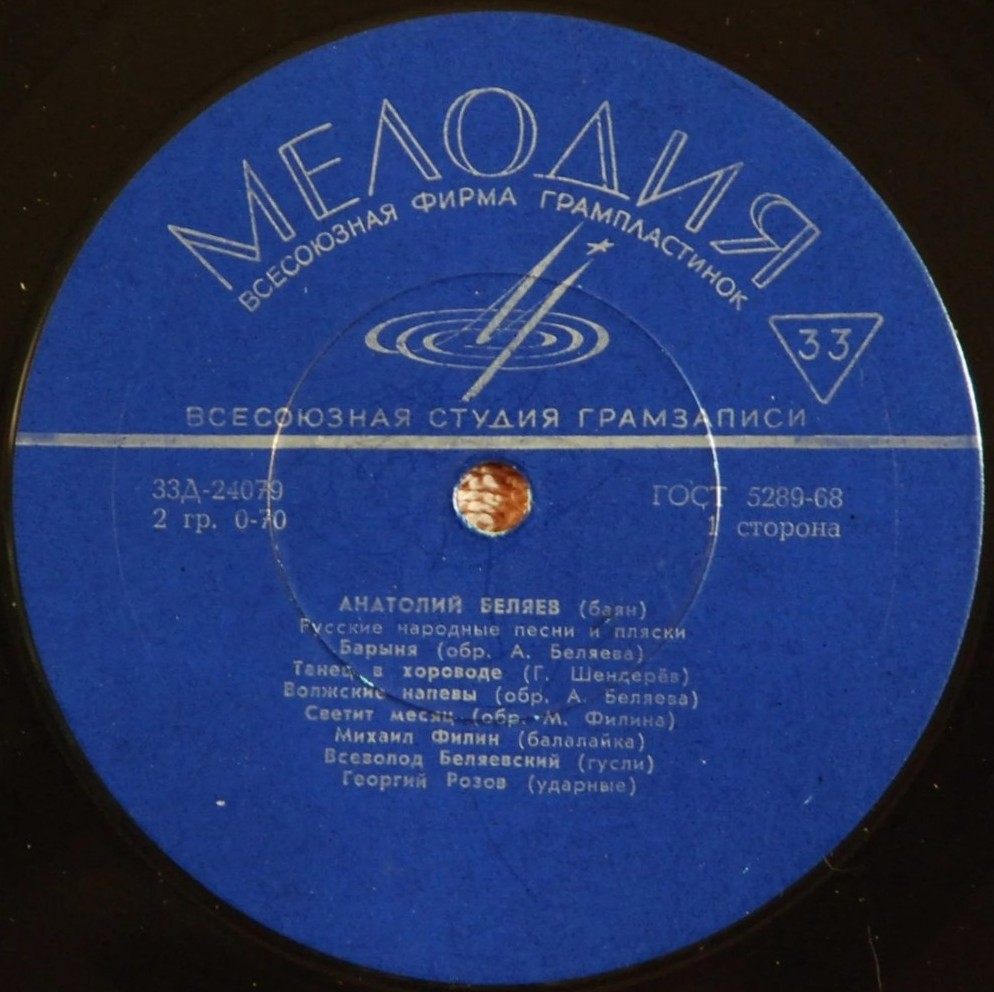 МЕЛОДИЯ
ВСЕСОЮЗНАЯ ФИРМА ГРАМПЛАСТИНОК
33
ВСЕСОЮЗНАЯ СТУДИЯ ГРАМЗАПИСИ
33Д-24079
2 гр. 0-70
ГОСТ 5289-68
1 сторона
АНАТОЛИЙ БЕЛЯЕВ (баян)
Русские народные песни и пляски
Барыня (обр. А. Беляева)
Танец в хороводе (Г. Шендерёв)
Волжские напевы (обр. А. Беляева)
Светит месяц (обр. М. Филина)
Михаил Филин (балалайка)
Всеволод Беляевский (гусли)
Георгий Розов (ударные)